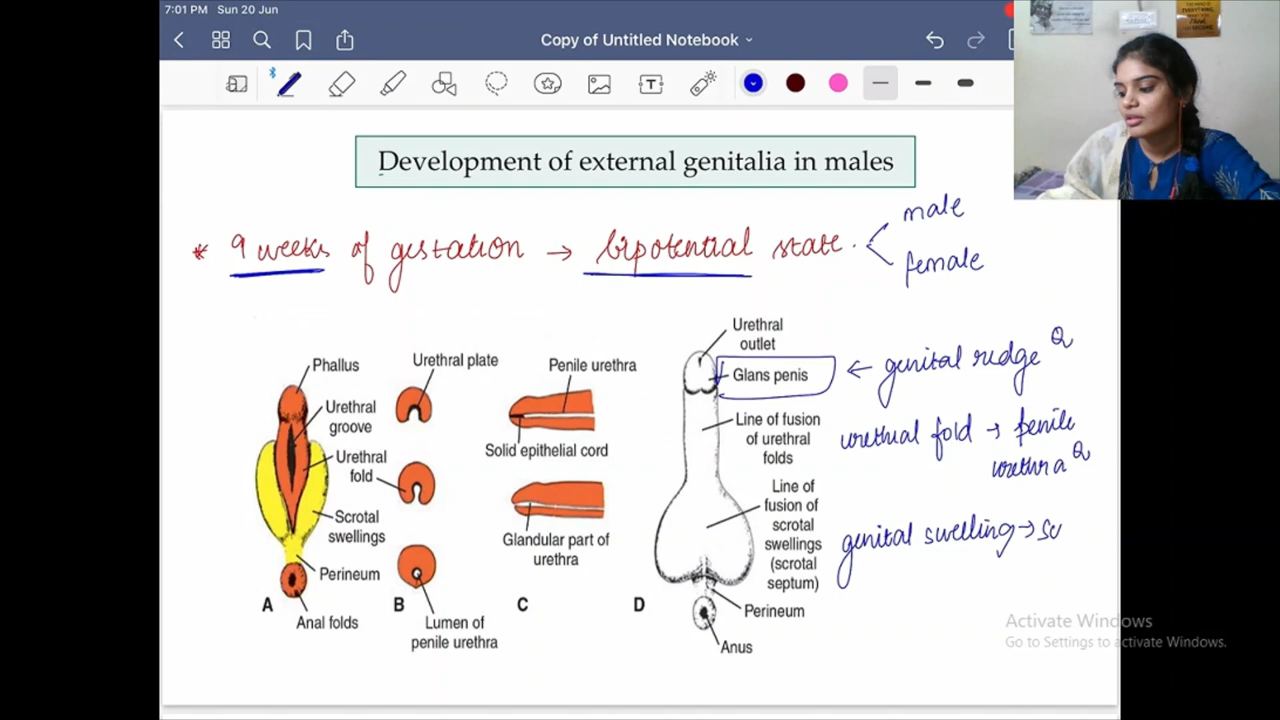 7:01 PM Sun 20 Jun
Copy of Untitled Notebook
Development of external genitalia in males
* 9 weeks of gestation → bipotential state.
male
female
Phallus
Urethral groove
Urethral fold
Scrotal swellings
Perineum
Anal folds
A
Urethral plate
Lumen of penile urethra
B
Penile urethra
Solid epithelial cord
Glandular part of urethra
C
Urethral outlet
Glans penis
Line of fusion of urethral folds
Line of fusion of scrotal swellings (scrotal septum)
Perineum
Anus
D
← genital ridge Q
urethral fold → penile
urethra Q
genital swelling → sc
Activate Windows
Go to Settings to activate Windows.